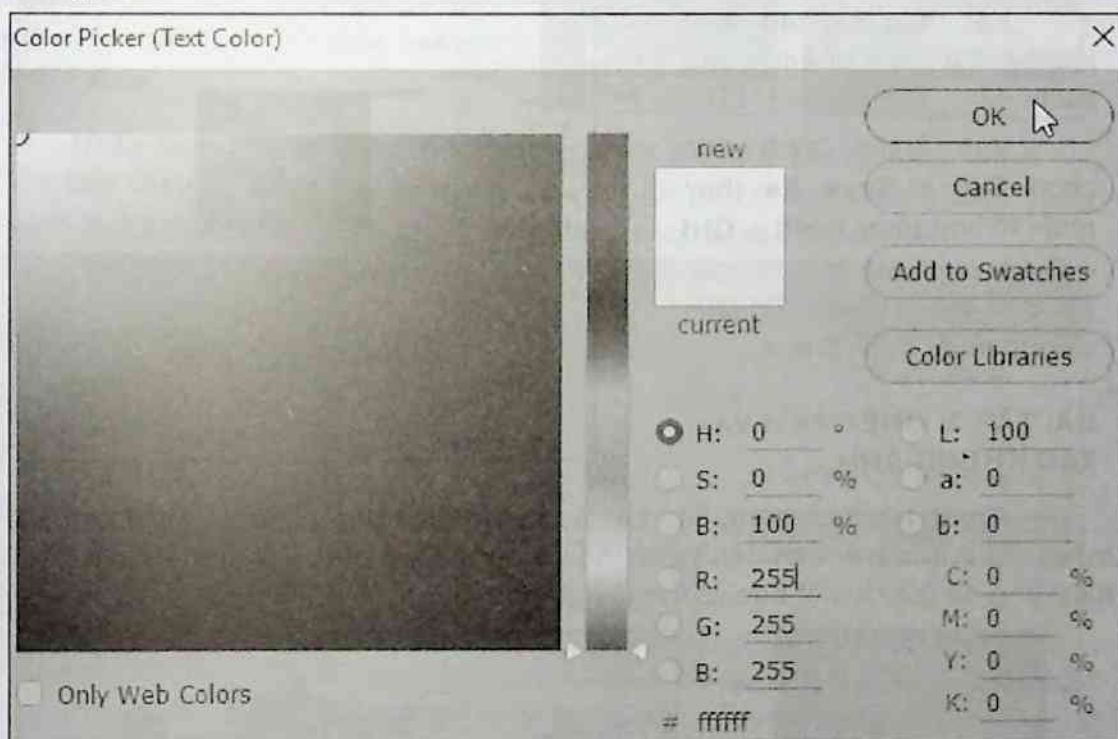 Color Picker (Text Color)
OK
new
Cancel
Add to Swatches
current
Color Libraries
H: 0 °
L: 100
S: 0 %
a: 0
B: 100 %
b: 0
R: 255
C: 0 %
G: 255
M: 0 %
B: 255
Y: 0 %
Only Web Colors
K: 0 %
# ffffff